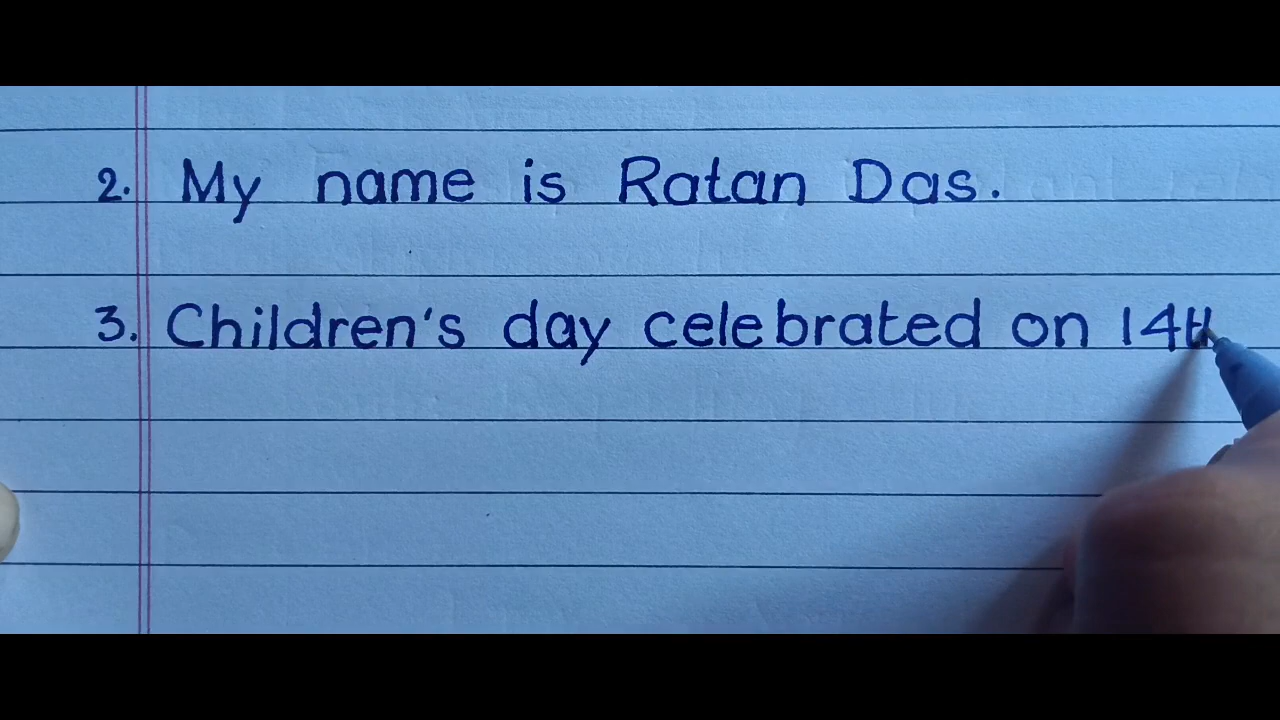 2. My name is Ratan Das.
3. Children's day celebrated on 14th